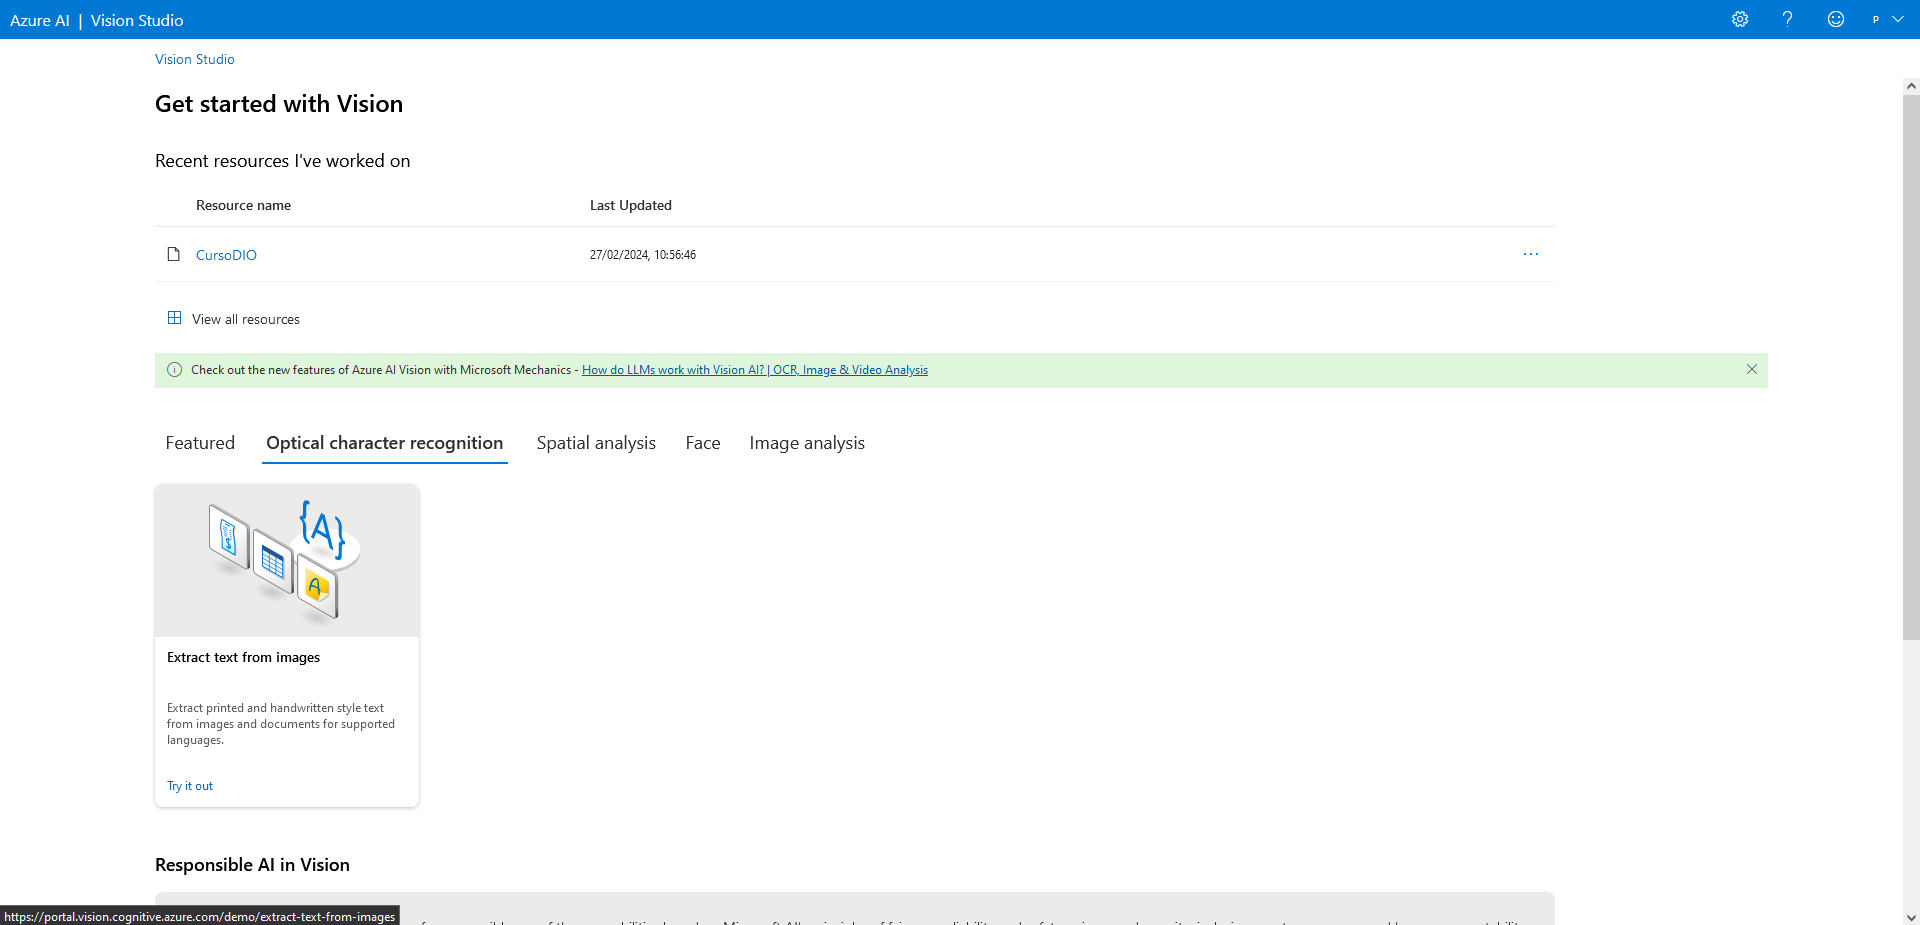 Azure AI | Vision Studio
P
Vision Studio
Get started with Vision
Recent resources I've worked on
Resource name Last Updated
CursoDIO 27/02/2024, 10:56:46
View all resources
Check out the new features of Azure AI Vision with Microsoft Mechanics - How do LLMs work with Vision AI? | OCR, Image & Video Analysis
Featured Optical character recognition Spatial analysis Face Image analysis
{A}
A
Extract text from images
Extract printed and handwritten style text
from images and documents for supported
languages.
Try it out
Responsible AI in Vision
https://portal.vision.cognitive.azure.com/demo/extract-text-from-images